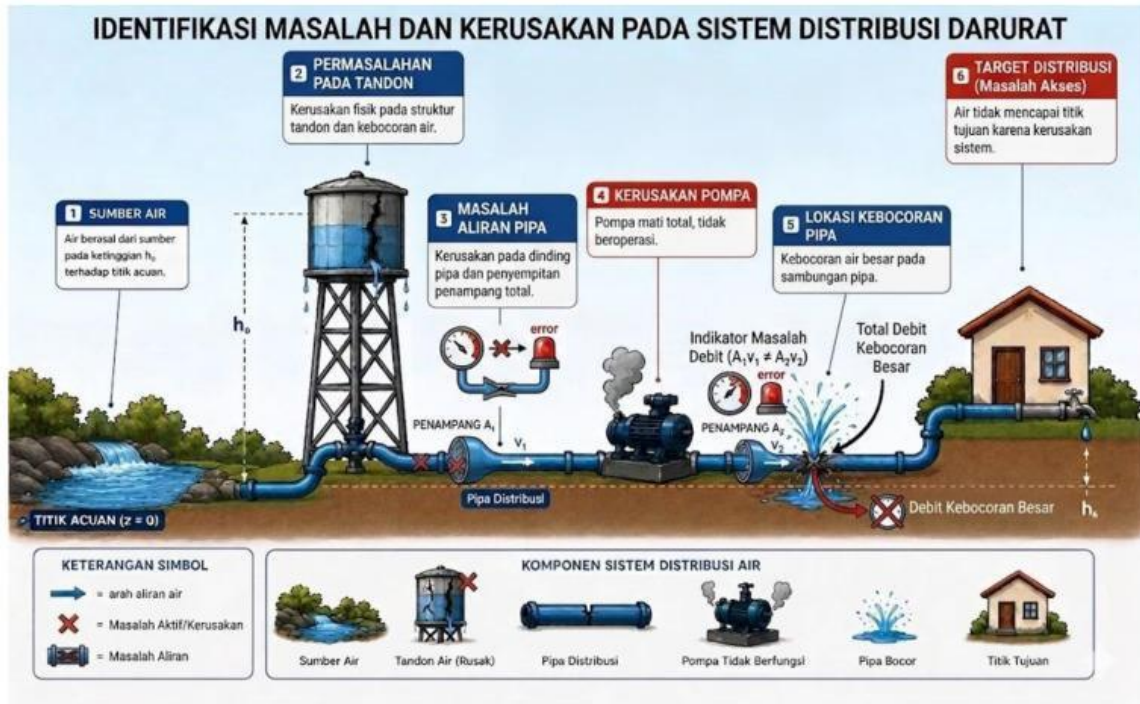 IDENTIFIKASI MASALAH DAN KERUSAKAN PADA SISTEM DISTRIBUSI DARURAT
1 SUMBER AIR
Air berasal dari sumber
pada ketinggian h₀
terhadap titik acuan.
2 PERMASALAHAN
PADA TANDON
Kerusakan fisik pada struktur
tandon dan kebocoran air.
3 MASALAH
ALIRAN PIPA
Kerusakan pada dinding
pipa dan penyempitan
penampang total.
4 KERUSAKAN POMPA
Pompa mati total, tidak
beroperasi.
5 LOKASI KEBOCORAN
PIPA
Kebocoran air besar pada
sambungan pipa.
6 TARGET DISTRIBUSI
(Masalah Akses)
Air tidak mencapai titik
tujuan karena kerusakan
sistem.
h₀
error
Indikator Masalah
Debit (A₁v₁ ≠ A₂v₂)
error
Total Debit
Kebocoran
Besar
PENAMPANG A₁
v₁
PENAMPANG A₂
v₂
Pipa Distribusi
Debit Kebocoran Besar
TITIK ACUAN (z = 0)
KETERANGAN SIMBOL
= arah aliran air
= Masalah Aktif/Kerusakan
= Masalah Aliran
KOMPONEN SISTEM DISTRIBUSI AIR
Sumber Air
Tandon Air (Rusak)
Pipa Distribusi
Pompa Tidak Berfungsi
Pipa Bocor
Titik Tujuan